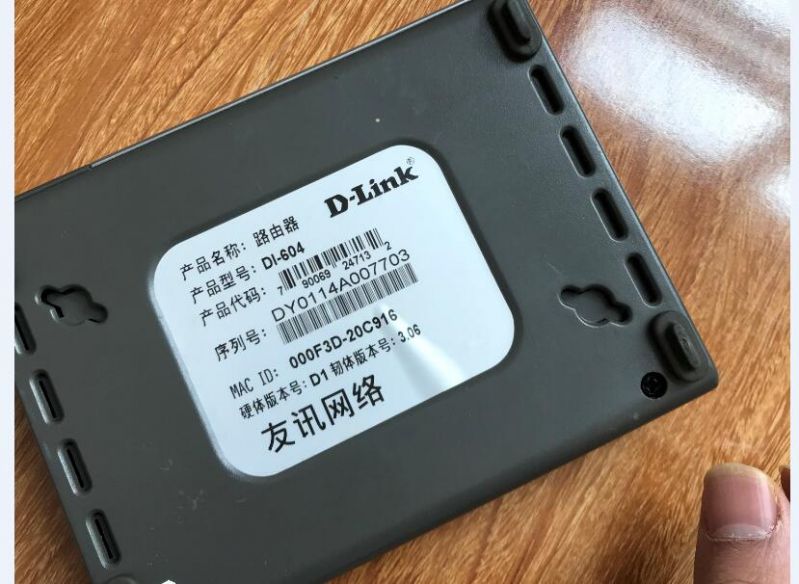 D-Link®
产品名称: 路由器
产品型号: DI-604
产品代码:
7 90069 24713 2
序列号: DY0114A007703
MAC ID: 000F3D-20C916
硬体版本号: D1 韧体版本号: 3.06
友讯网络